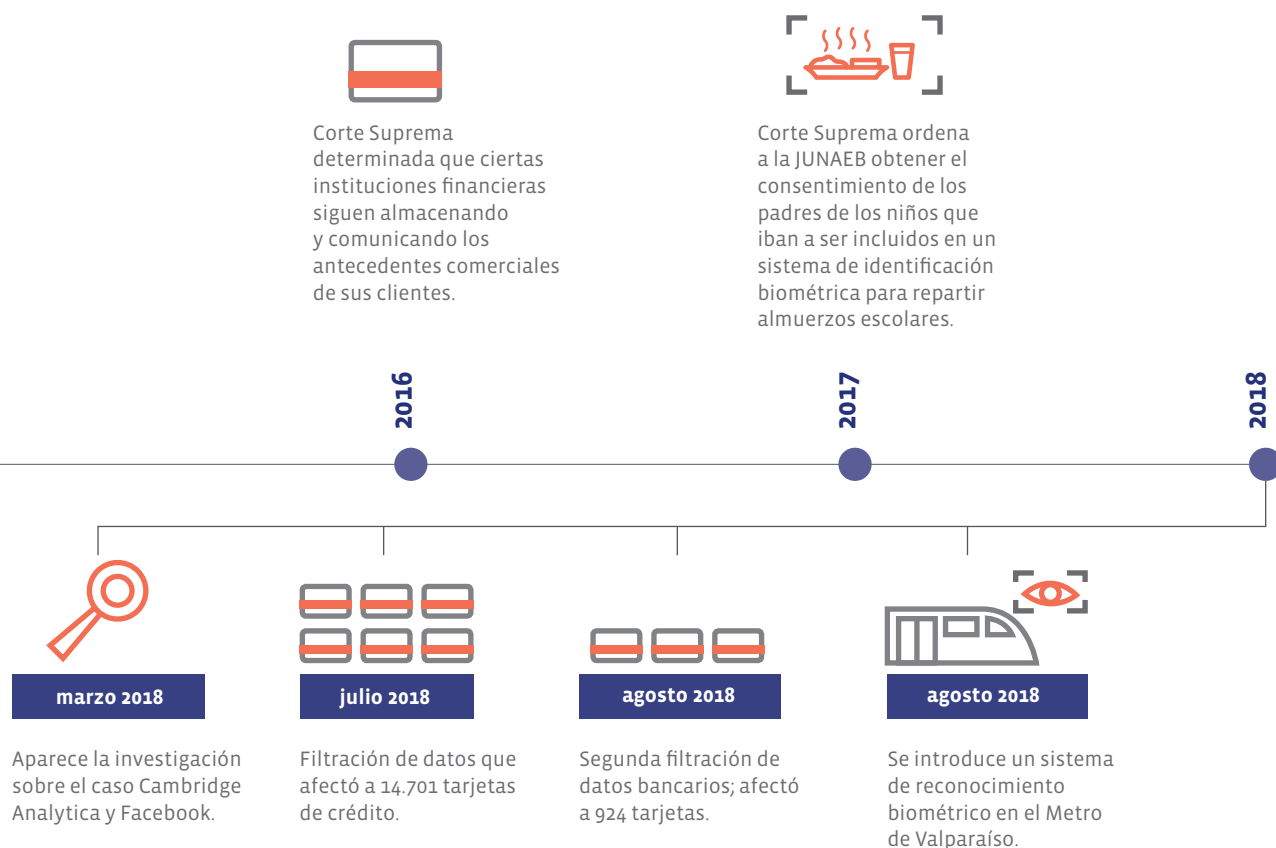 Corte Suprema
determinada que ciertas
instituciones financieras
siguen almacenando
y comunicando los
antecedentes comerciales
de sus clientes.
Corte Suprema ordena
a la JUNAEB obtener el
consentimiento de los
padres de los niños que
iban a ser incluidos en un
sistema de identificación
biométrica para repartir
almuerzos escolares.
2016
2017
2018
marzo 2018
Aparece la investigación
sobre el caso Cambridge
Analytica y Facebook.
julio 2018
Filtración de datos que
afectó a 14.701 tarjetas
de crédito.
agosto 2018
Segunda filtración de
datos bancarios; afectó
a 924 tarjetas.
agosto 2018
Se introduce un sistema
de reconocimiento
biométrico en el Metro
de Valparaíso.